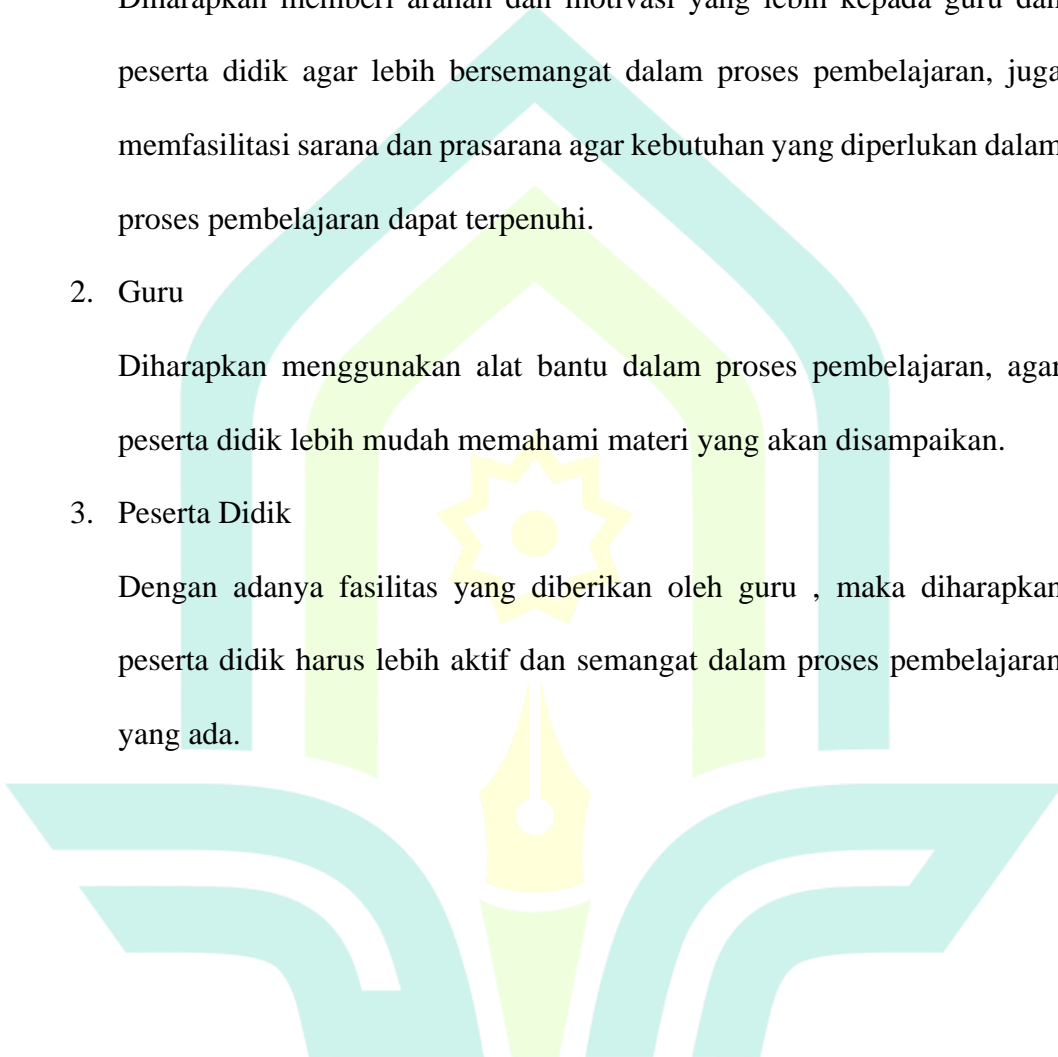 Diharapkan memberi arahan dan motivasi yang lebih kepada guru dan
peserta didik agar lebih bersemangat dalam proses pembelajaran, juga
memfasilitasi sarana dan prasarana agar kebutuhan yang diperlukan dalam
proses pembelajaran dapat terpenuhi.
2. Guru
Diharapkan menggunakan alat bantu dalam proses pembelajaran, agar
peserta didik lebih mudah memahami materi yang akan disampaikan.
3. Peserta Didik
Dengan adanya fasilitas yang diberikan oleh guru , maka diharapkan
peserta didik harus lebih aktif dan semangat dalam proses pembelajaran
yang ada.